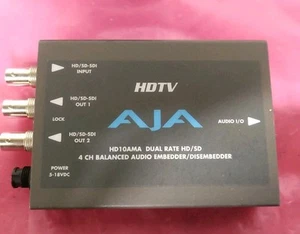 HD/SD-SDI
INPUT
HDTV
HD/SD-SDI
OUT 1
LOCK
AJA
AUDIO I/O
HD/SD-SDI
OUT 2
HD10AMA DUAL RATE HD/SD
4 CH BALANCED AUDIO EMBEDDER/DISEMBEDDER
POWER
5-18VDC